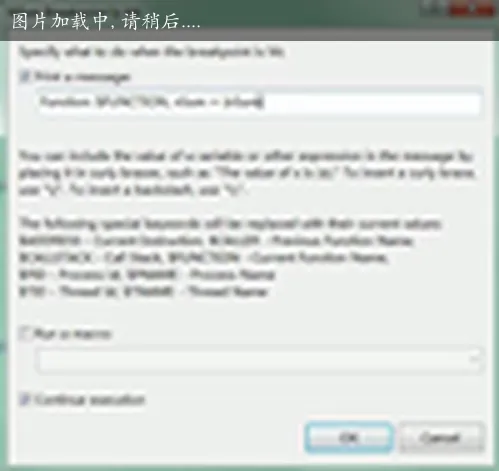 图片加载中, 请稍后....
Specify what to do when the breakpoint is hit.
Print a message:
Function: $FUNCTION, nSum = {nSum}
You can include the value of a variable or other expression in the message by
placing it in curly braces, such as "The value of x is {x}." To insert a curly brace,
use "\{". To insert a backslash, use "\\".
The following special keywords will be replaced with their current values:
$ADDRESS - Current Instruction, $CALLER - Previous Function Name,
$CALLSTACK - Call Stack, $FUNCTION - Current Function Name,
$PID - Process Id, $PNAME - Process Name
$TID - Thread Id, $TNAME - Thread Name
Run a macro:
Continue execution
OK Cancel